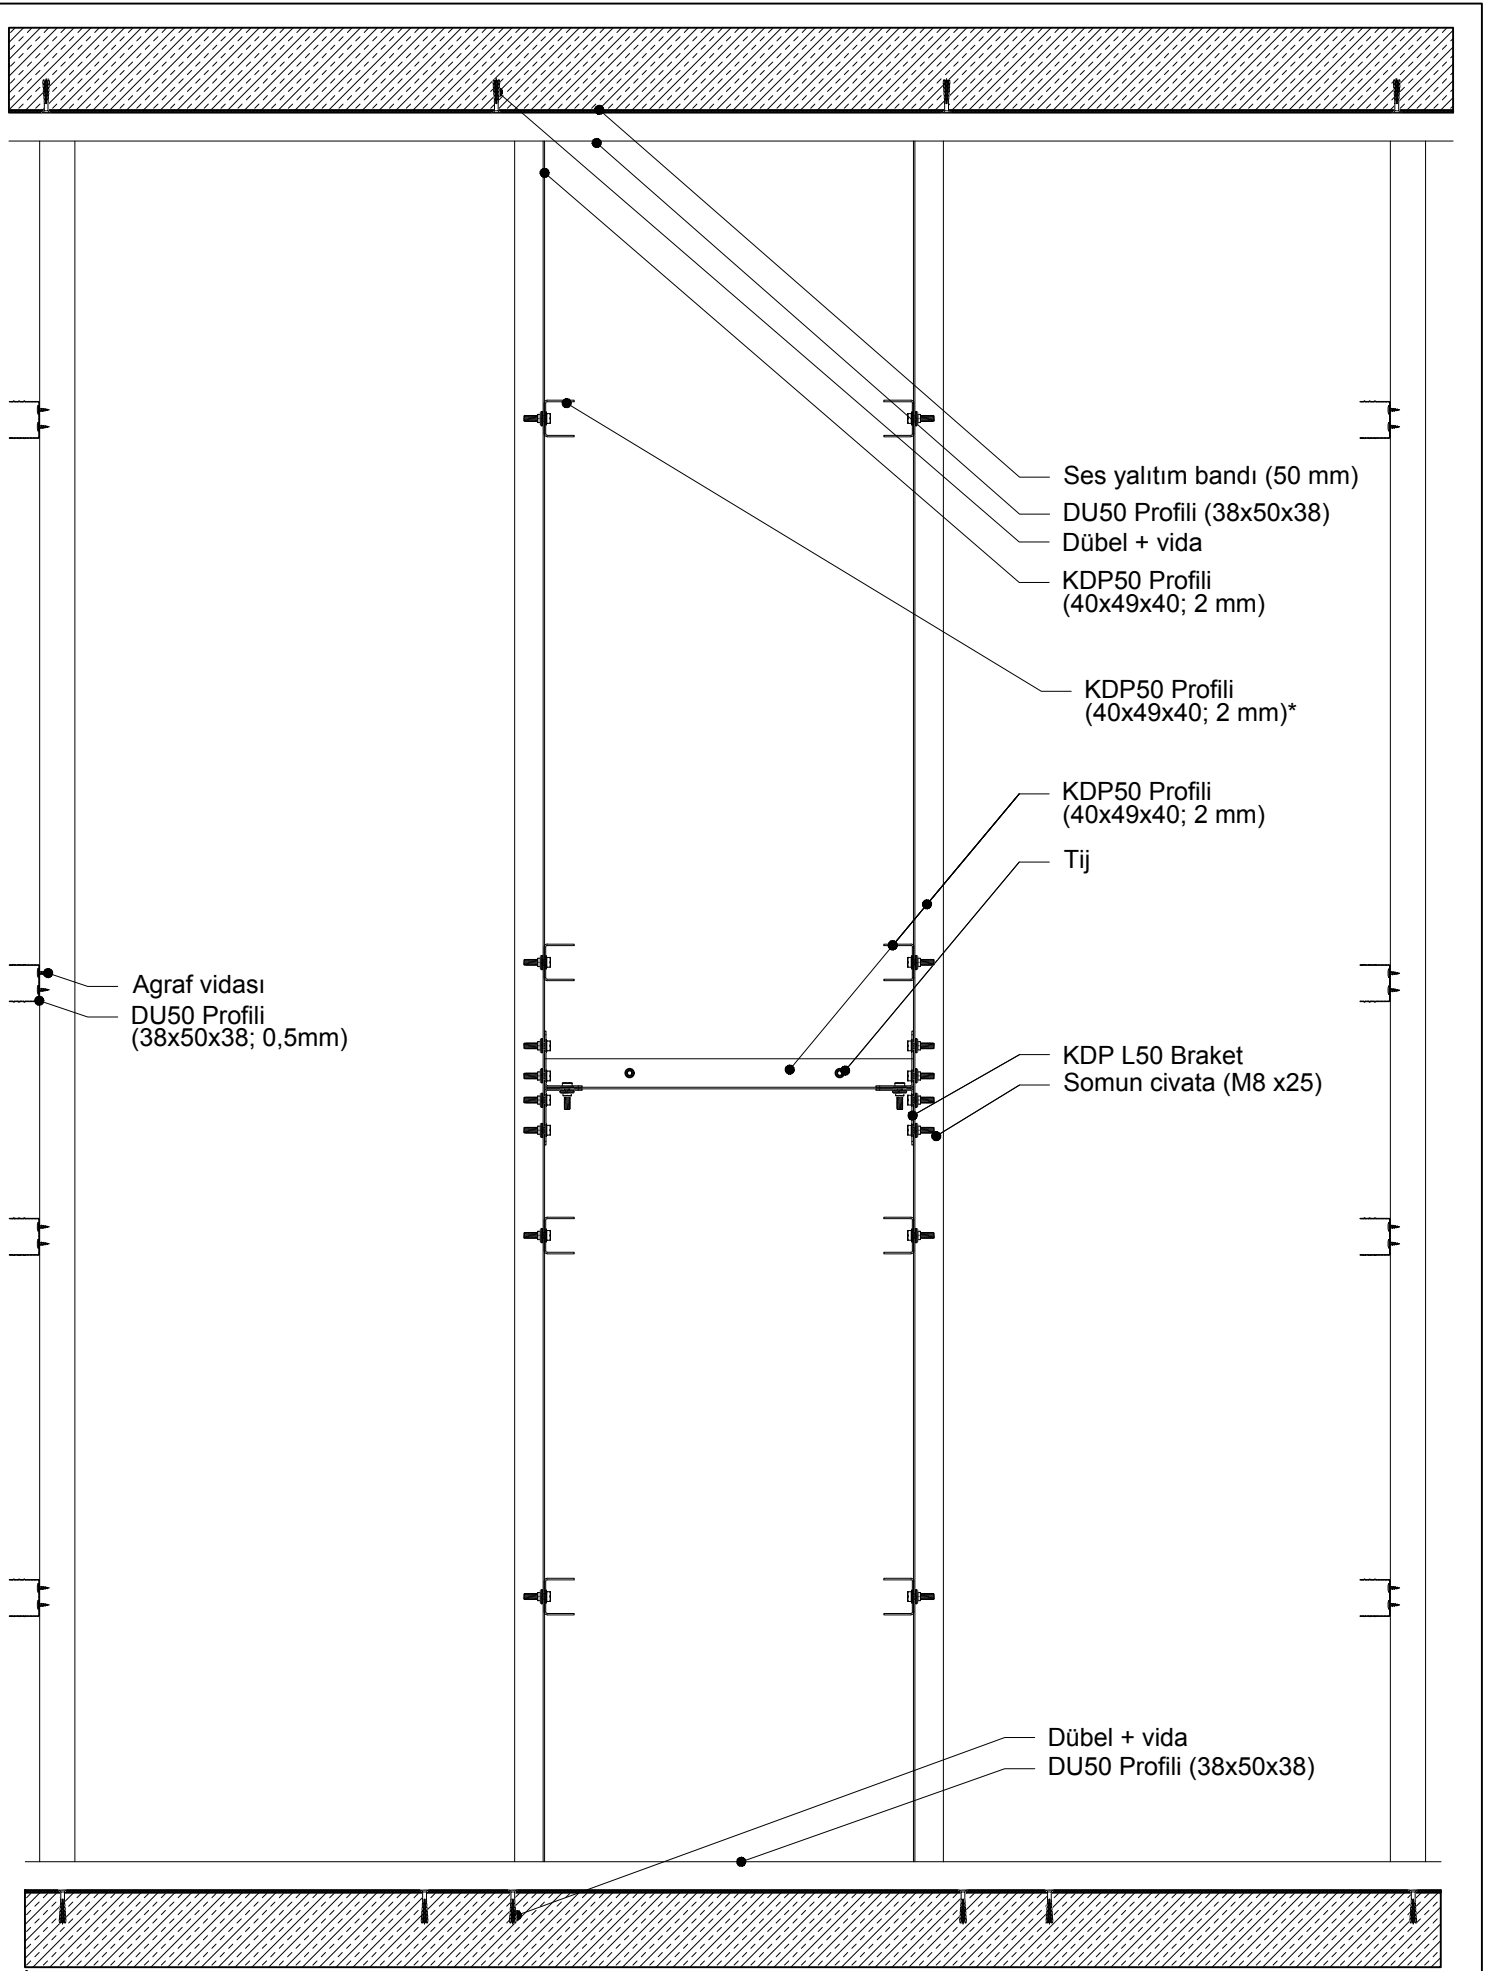 Ses yalıtım bandı (50 mm)
DU50 Profili (38x50x38)
Dübel + vida
KDP50 Profili
(40x49x40; 2 mm)
KDP50 Profili
(40x49x40; 2 mm)*
KDP50 Profili
(40x49x40; 2 mm)
Tij
Agraf vidası
DU50 Profili
(38x50x38; 0,5mm)
KDP L50 Braket
Somun civata (M8 x25)
Dübel + vida
DU50 Profili (38x50x38)